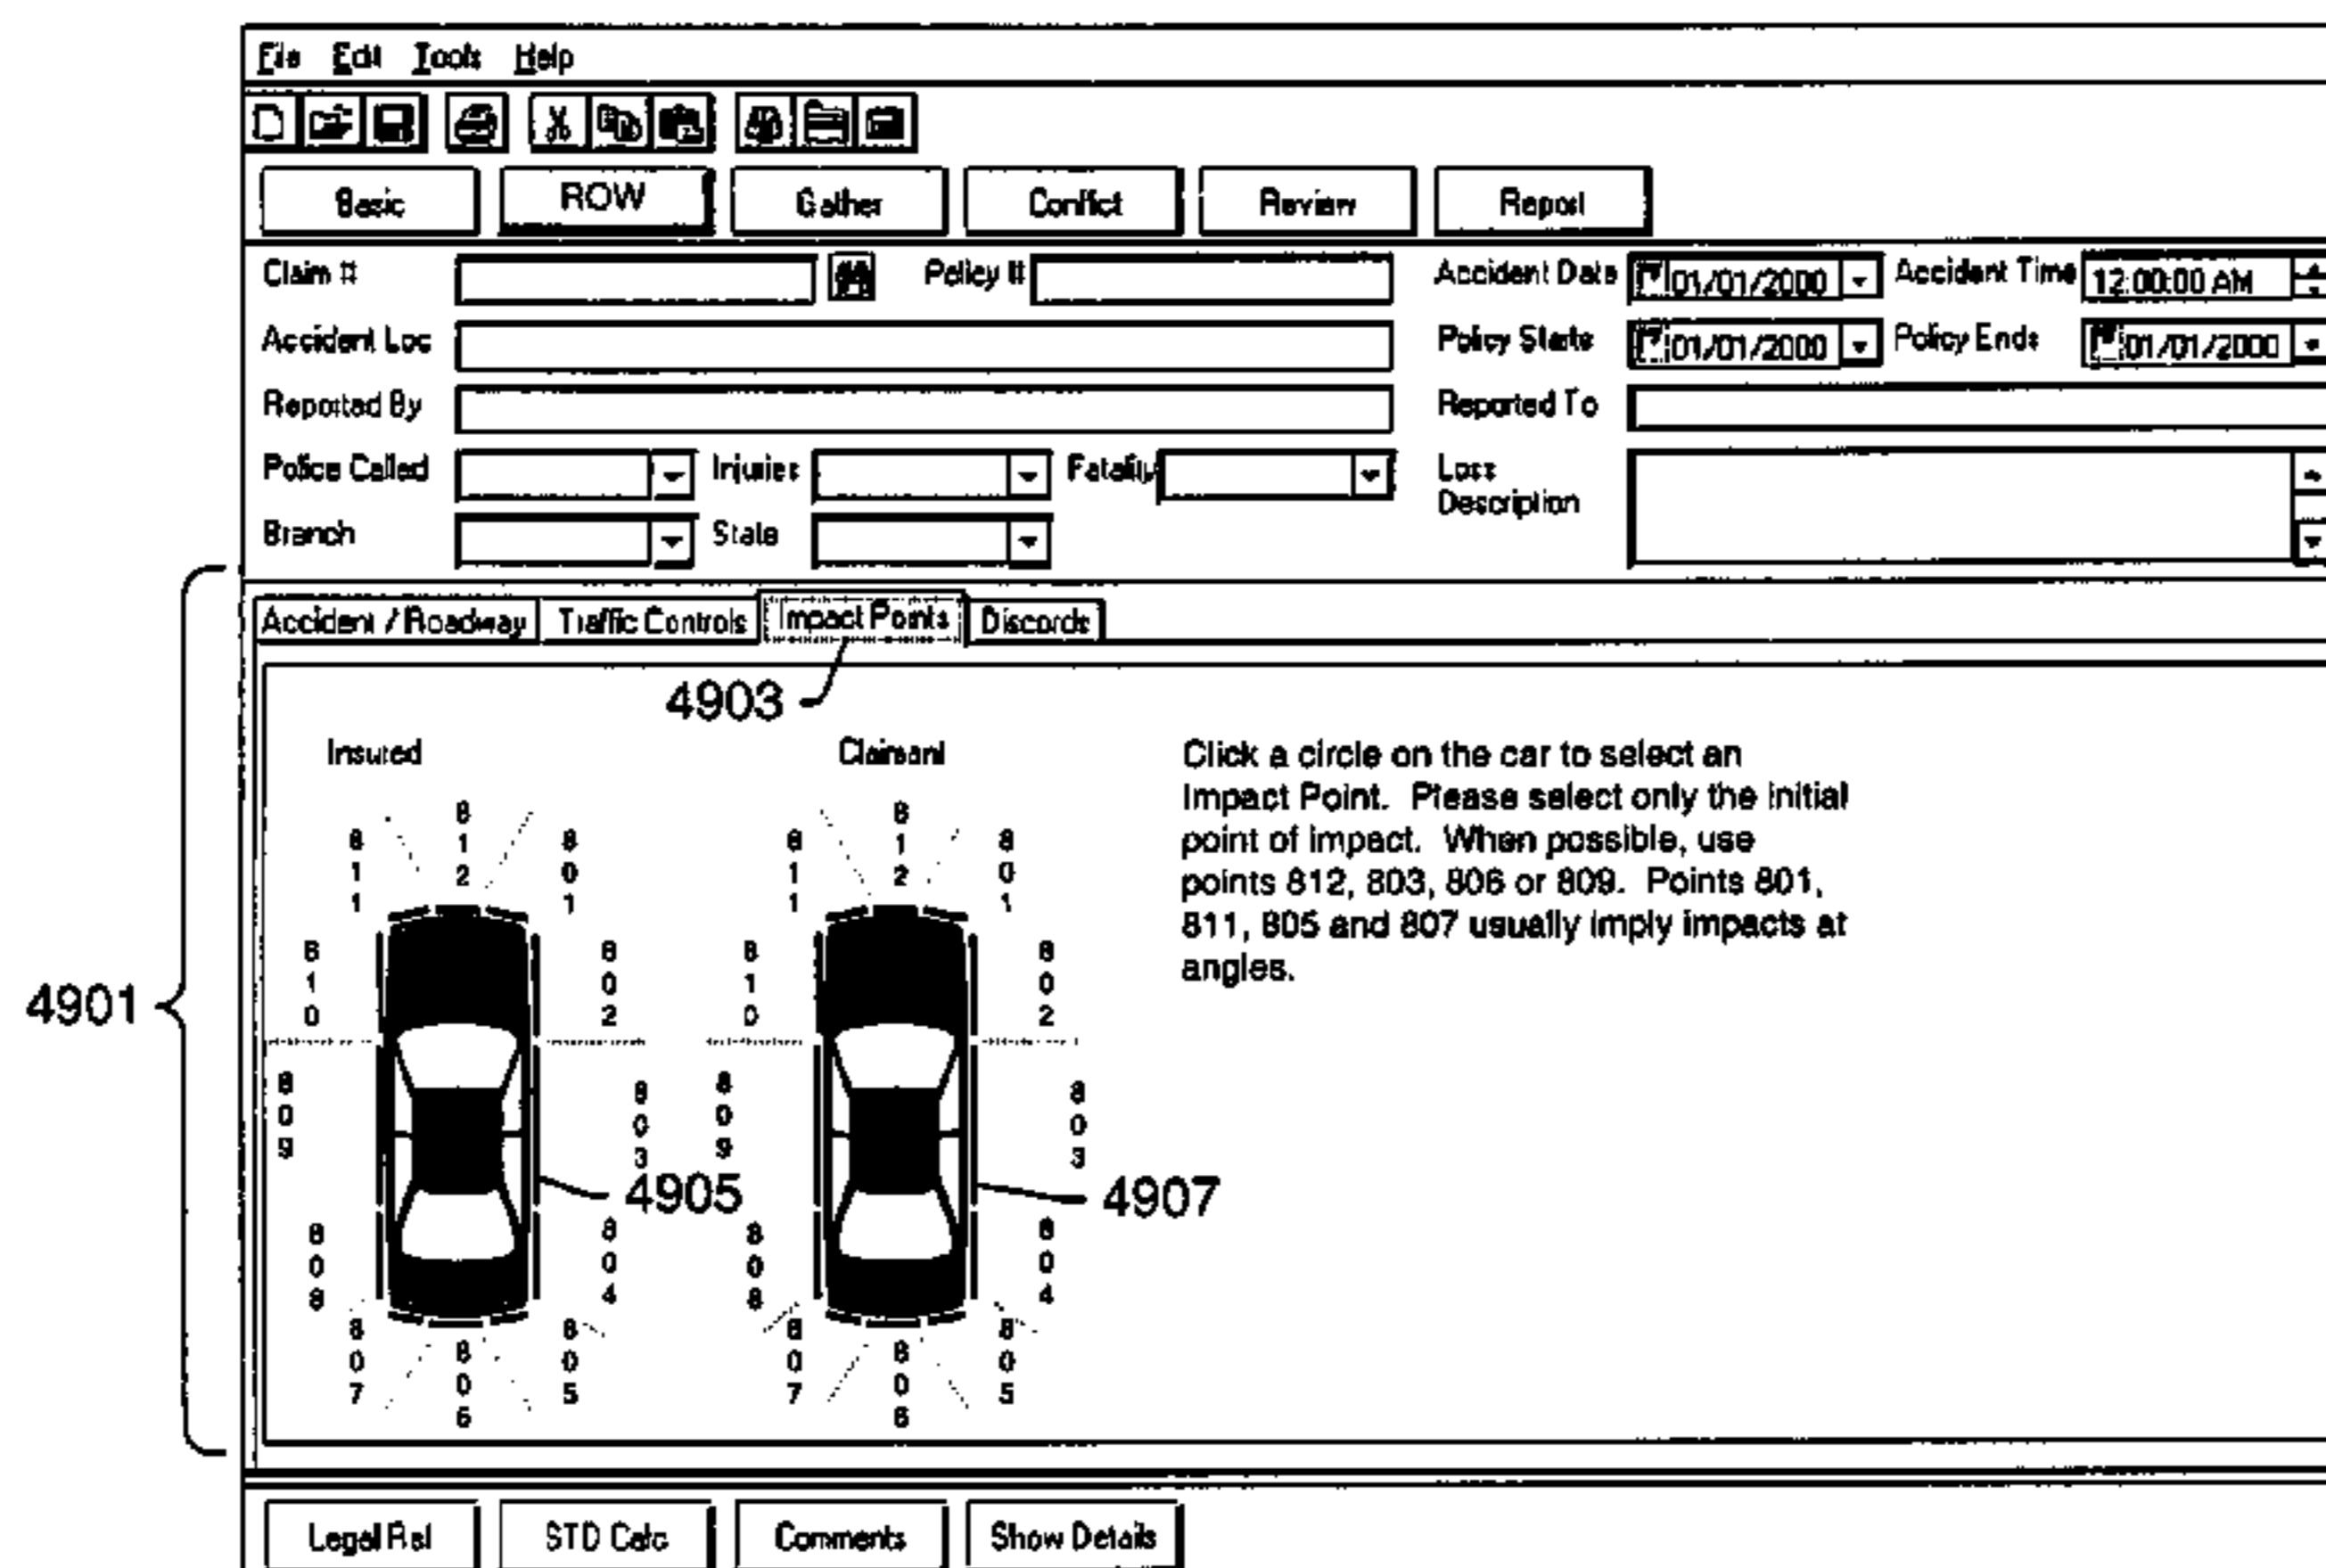 File Edit Tools Help
Basic ROW Gather Conflict Review Report
Claim # Policy # Accident Date 01/01/2000 Accident Time 12:00:00 AM
Accident Loc Policy Starts 01/01/2000 Policy Ends 01/01/2000
Reported By Reported To
Police Called Injuries Fatality Loss
Description
Branch State
Accident / Roadway Traffic Controls Impact Points Discords
4903
4901
Insured
812
811 801
810 802
809 803
4905
808 804
807 805
806
Claimant
812
811 801
810 802
809 803
4907
808 804
807 805
806
Click a circle on the car to select an
Impact Point. Please select only the initial
point of impact. When possible, use
points 812, 803, 806 or 809. Points 801,
811, 805 and 807 usually imply impacts at
angles.
Legal Ref STD Calc Comments Show Details